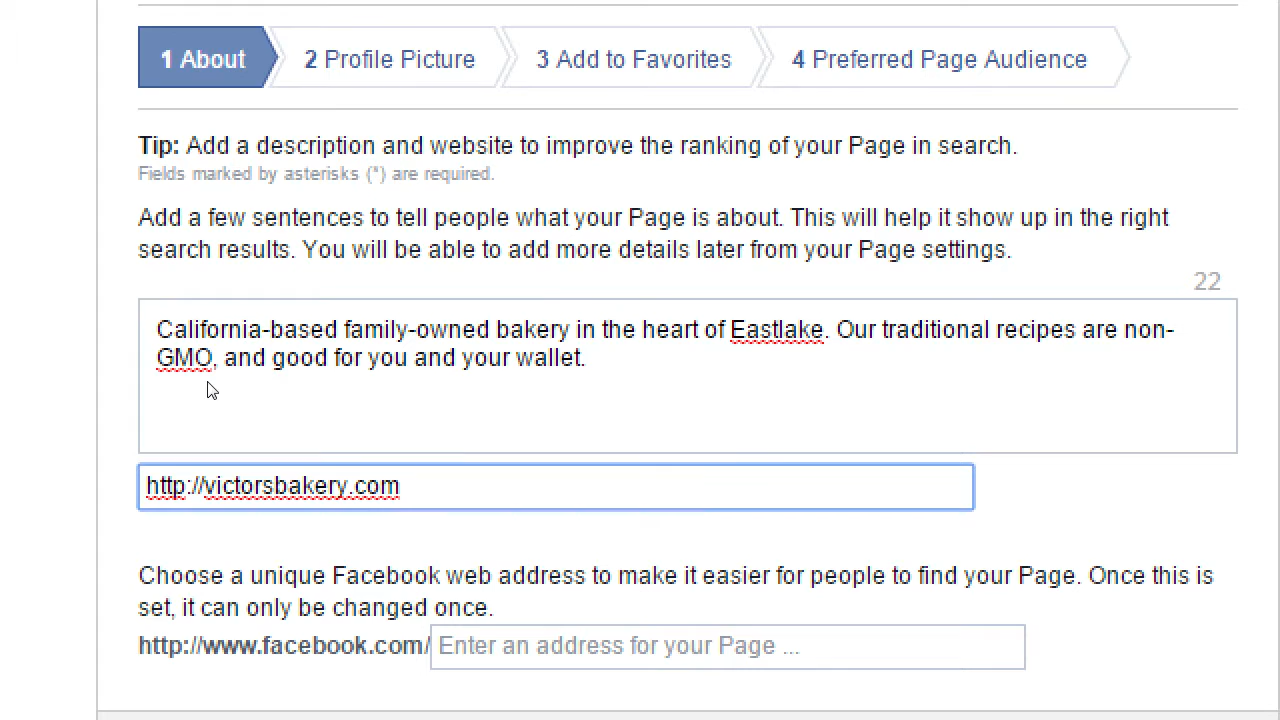 1 About 2 Profile Picture 3 Add to Favorites 4 Preferred Page Audience
Tip: Add a description and website to improve the ranking of your Page in search.
Fields marked by asterisks (*) are required.
Add a few sentences to tell people what your Page is about. This will help it show up in the right
search results. You will be able to add more details later from your Page settings.
22
California-based family-owned bakery in the heart of Eastlake. Our traditional recipes are non-
GMO, and good for you and your wallet.
http://victorsbakery.com
Choose a unique Facebook web address to make it easier for people to find your Page. Once this is
set, it can only be changed once.
http://www.facebook.com/ Enter an address for your Page ...